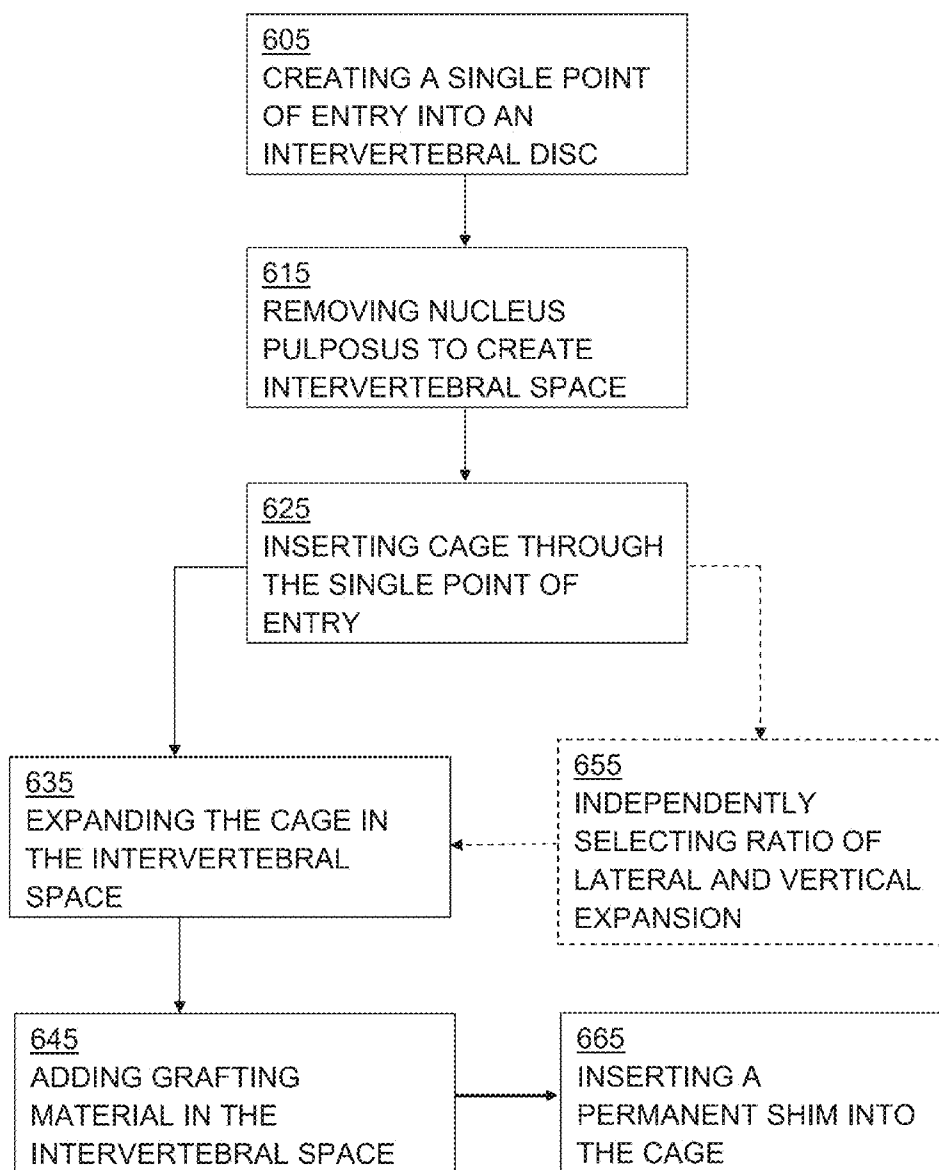 605
CREATING A SINGLE POINT
OF ENTRY INTO AN
INTERVERTEBRAL DISC
615
REMOVING NUCLEUS
PULPOSUS TO CREATE
INTERVERTEBRAL SPACE
625
INSERTING CAGE THROUGH
THE SINGLE POINT OF
ENTRY
635
EXPANDING THE CAGE IN
THE INTERVERTEBRAL
SPACE
655
INDEPENDENTLY
SELECTING RATIO OF
LATERAL AND VERTICAL
EXPANSION
645
ADDING GRAFTING
MATERIAL IN THE
INTERVERTEBRAL SPACE
665
INSERTING A
PERMANENT SHIM INTO
THE CAGE